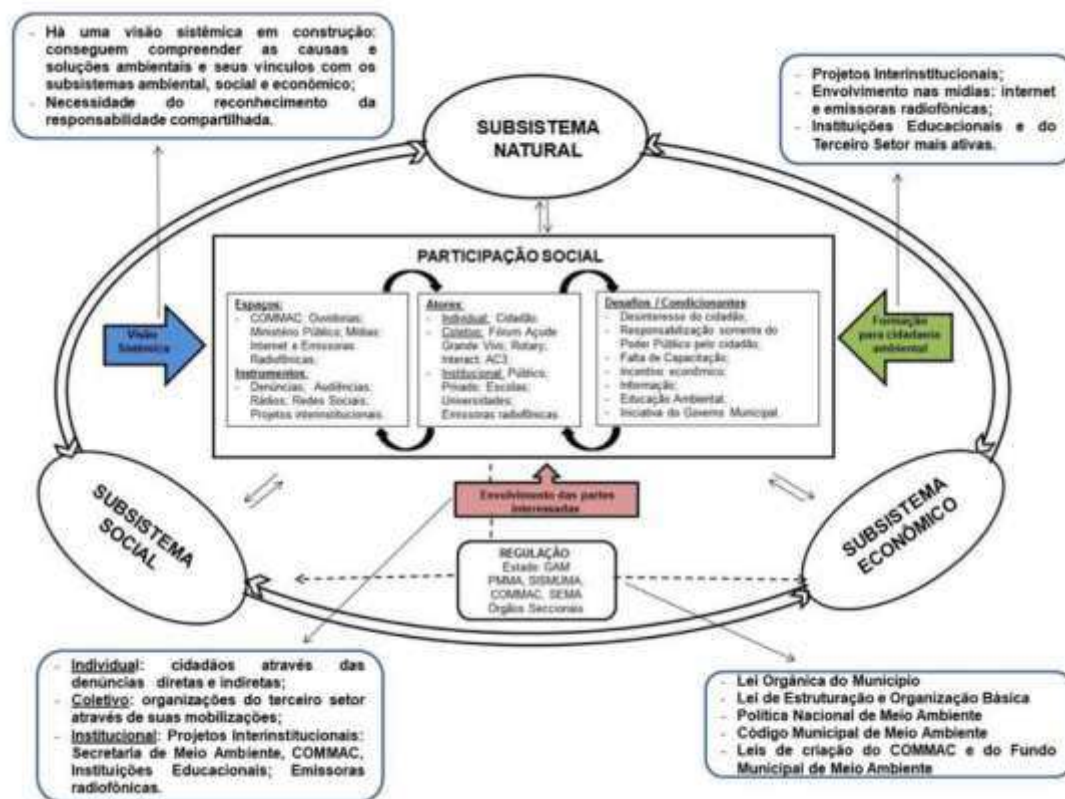 - Há uma visão sistêmica em construção:
conseguem compreender as causas e
soluções ambientais e seus vínculos com os
subsistemas ambiental, social e econômico;
- Necessidade do reconhecimento da
responsabilidade compartilhada.
- Projetos Interinstitucionais;
- Envolvimento nas mídias: internet
e emissoras radiofônicas;
- Instituições Educacionais e do
Terceiro Setor mais ativas.
SUBSISTEMA
NATURAL
PARTICIPAÇÃO SOCIAL
Espaços:
- COMMAC; Ouvidorias;
Ministério Público; Mídias:
Internet e Emissoras
Radiofônicas;
Instrumentos:
- Denúncias; Audiências;
Rádios; Redes Sociais;
Projetos interinstitucionais.
Atores:
- Individual: Cidadão
- Coletivo: Fórum Açude
Grande Vivo; Rotary;
Interact; AC3
- Institucional: Público;
Privado; Escolas;
Universidades;
Emissoras radiofônicas
Desafios / Condicionantes
- Desinteresse do cidadão;
- Responsabilização somente do
Poder Público pelo cidadão;
- Falta de Capacitação;
- Incentivo econômico;
- Informação;
- Educação Ambiental;
- Iniciativa do Governo Municipal
Visão
Sistêmica
Formação
para cidadania
ambiental
Envolvimento das partes
interessadas
SUBSISTEMA
SOCIAL
SUBSISTEMA
ECONÔMICO
REGULAÇÃO
Estado: GAM
PMMA, SISMUMA,
COMMAC, SEMA
Órgãos Seccionais
- Individual: cidadãos através das
denúncias diretas e indiretas;
- Coletivo: organizações do terceiro setor
através de suas mobilizações;
- Institucional: Projetos Interinstitucionais:
Secretaria de Meio Ambiente, COMMAC,
Instituições Educacionais; Emissoras
radiofônicas.
- Lei Orgânica do Município
- Lei de Estruturação e Organização Básica
- Política Nacional de Meio Ambiente
- Código Municipal de Meio Ambiente
- Leis de criação do COMMAC e do Fundo
Municipal de Meio Ambiente